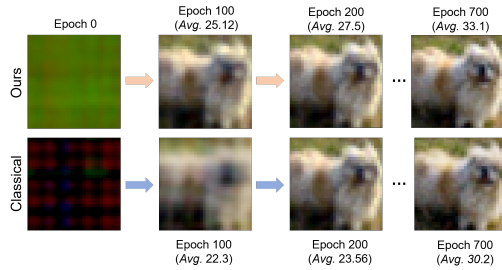 Epoch 0
Epoch 100
(Avg. 25.12)
Epoch 200
(Avg. 27.5)
Epoch 700
(Avg. 33.1)
Ours
...
Classical
...
Epoch 100
(Avg. 22.3)
Epoch 200
(Avg. 23.56)
Epoch 700
(Avg. 30.2)